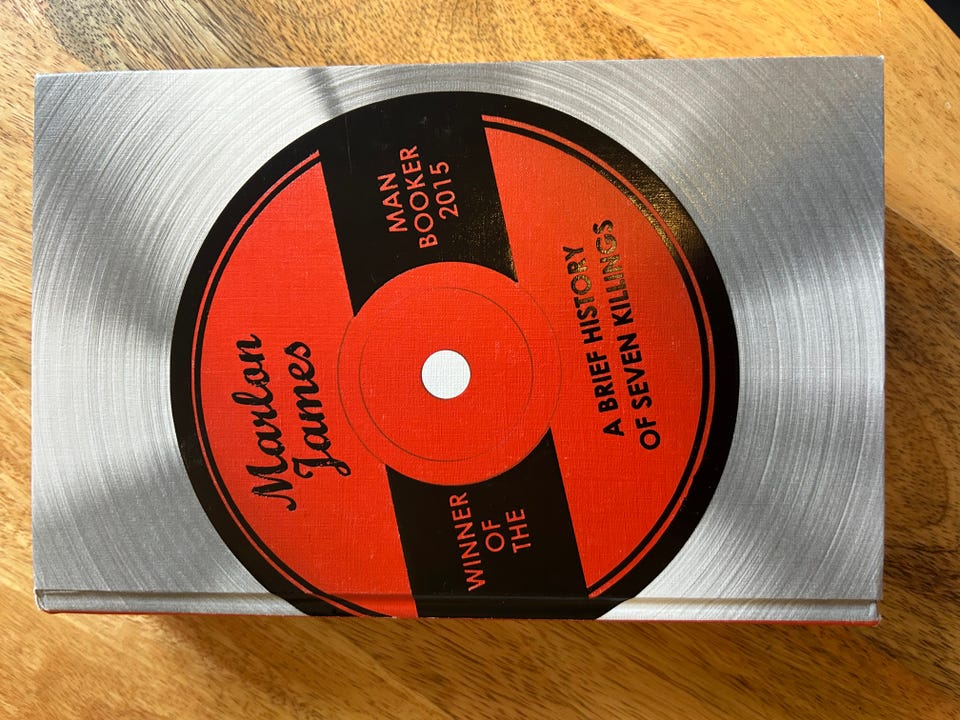 Marlon
James
WINNER
OF
THE
MAN
BOOKER
2015
A BRIEF HISTORY
OF SEVEN KILLINGS